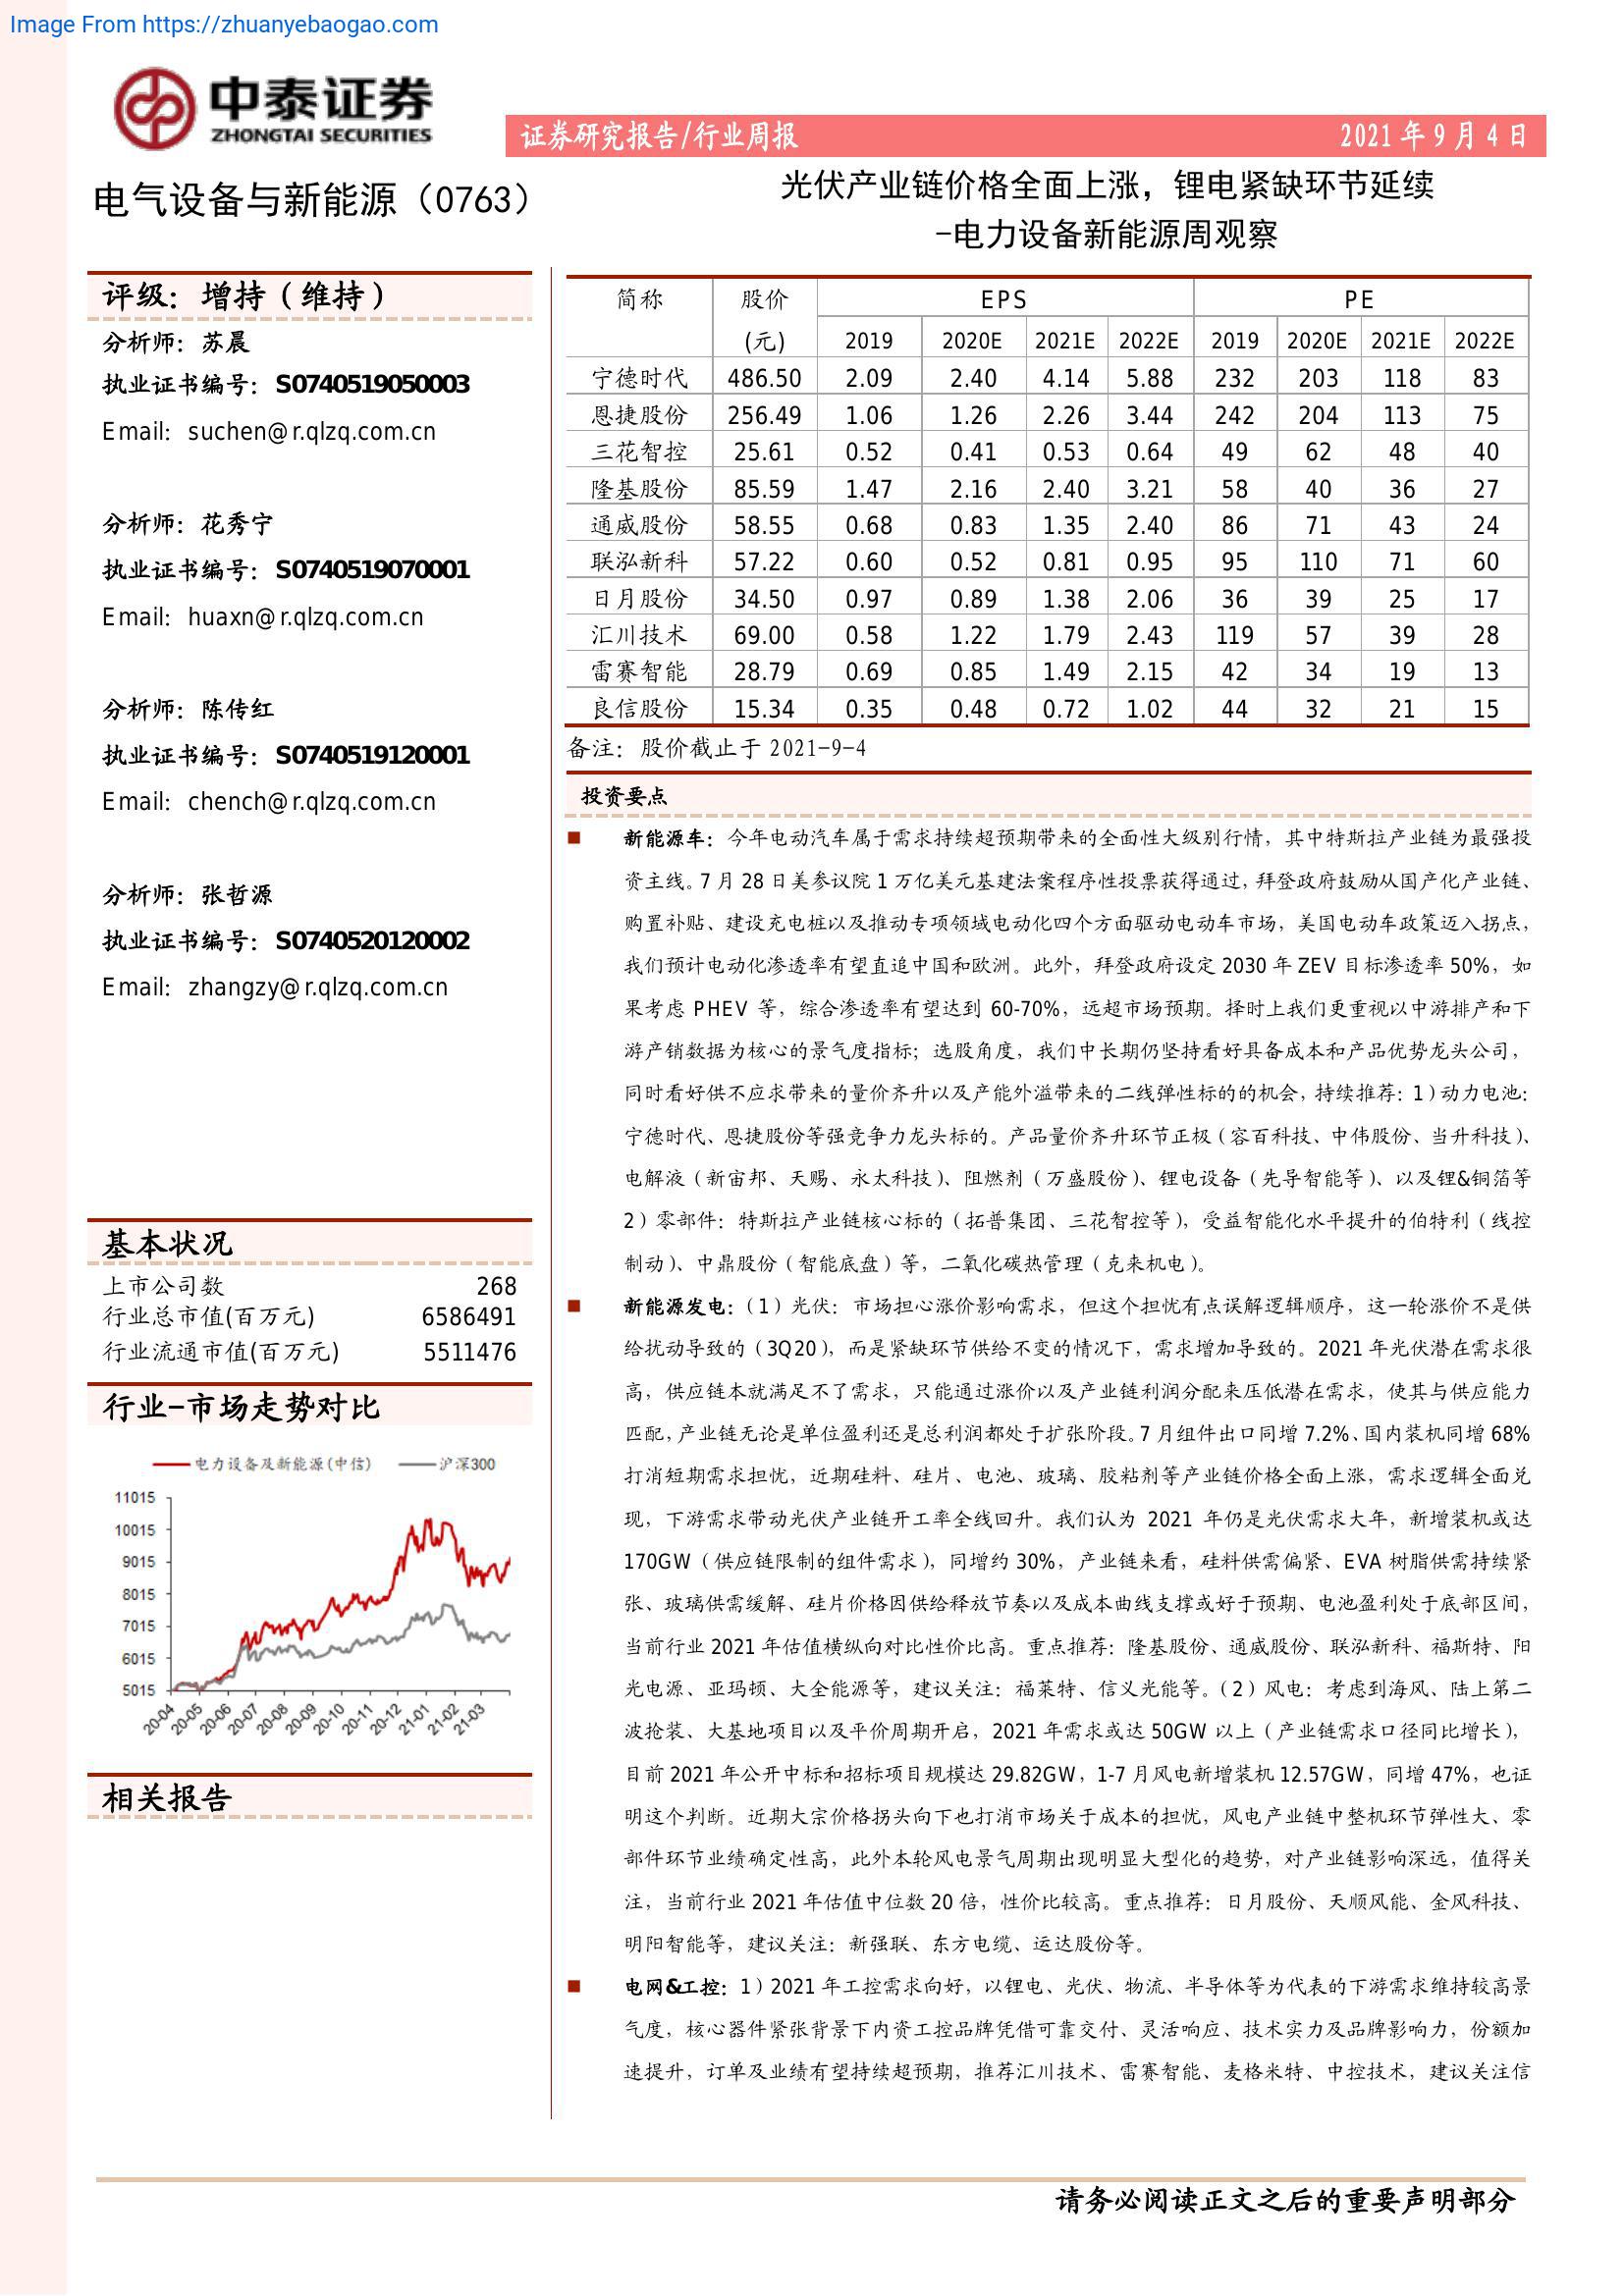 Image From https://zhuanyebaogao.com
中泰证券
ZHONGTAI SECURITIES
证券研究报告/行业周报 2021年9月4日
电气设备与新能源（0763）
光伏产业链价格全面上涨，锂电紧缺环节延续
-电力设备新能源周观察
评级：增持（维持）
分析师：苏晨
执业证书编号：S0740519050003
Email：suchen@r.qlzq.com.cn
分析师：花秀宁
执业证书编号：S0740519070001
Email：huaxn@r.qlzq.com.cn
分析师：陈传红
执业证书编号：S0740519120001
Email：chench@r.qlzq.com.cn
分析师：张哲源
执业证书编号：S0740520120002
Email：zhangzy@r.qlzq.com.cn
基本状况
上市公司数 268
行业总市值(百万元) 6586491
行业流通市值(百万元) 5511476
行业-市场走势对比
电力设备及新能源(中信) 沪深300
11015
10015
9015
8015
7015
6015
5015
20-04 20-05 20-06 20-07 20-08 20-09 20-10 20-11 20-12 21-01 21-02 21-03
相关报告
简称 股价 EPS PE
(元) 2019 2020E 2021E 2022E 2019 2020E 2021E 2022E
宁德时代 486.50 2.09 2.40 4.14 5.88 232 203 118 83
恩捷股份 256.49 1.06 1.26 2.26 3.44 242 204 113 75
三花智控 25.61 0.52 0.41 0.53 0.64 49 62 48 40
隆基股份 85.59 1.47 2.16 2.40 3.21 58 40 36 27
通威股份 58.55 0.68 0.83 1.35 2.40 86 71 43 24
联泓新科 57.22 0.60 0.52 0.81 0.95 95 110 71 60
日月股份 34.50 0.97 0.89 1.38 2.06 36 39 25 17
汇川技术 69.00 0.58 1.22 1.79 2.43 119 57 39 28
雷赛智能 28.79 0.69 0.85 1.49 2.15 42 34 19 13
良信股份 15.34 0.35 0.48 0.72 1.02 44 32 21 15
备注：股价截止于 2021-9-4
投资要点
■ 新能源车：今年电动汽车属于需求持续超预期带来的全面性大级别行情，其中特斯拉产业链为最强投
资主线。7 月 28 日美参议院 1 万亿美元基建法案程序性投票获得通过，拜登政府鼓励从国产化产业链、
购置补贴、建设充电桩以及推动专项领域电动化四个方面驱动电动车市场，美国电动车政策迈入拐点，
我们预计电动化渗透率有望直追中国和欧洲。此外，拜登政府设定 2030 年 ZEV 目标渗透率 50%，如
果考虑 PHEV 等，综合渗透率有望达到 60-70%，远超市场预期。择时上我们更重视以中游排产和下
游产销数据为核心的景气度指标；选股角度，我们中长期仍坚持看好具备成本和产品优势龙头公司，
同时看好供不应求带来的量价齐升以及产能外溢带来的二线弹性标的的机会，持续推荐：1）动力电池：
宁德时代、恩捷股份等强竞争力龙头标的。产品量价齐升环节正极（容百科技、中伟股份、当升科技）、
电解液（新宙邦、天赐、永太科技）、阻燃剂（万盛股份）、锂电设备（先导智能等）、以及锂&铜箔等
2）零部件：特斯拉产业链核心标的（拓普集团、三花智控等），受益智能化水平提升的伯特利（线控
制动）、中鼎股份（智能底盘）等，二氧化碳热管理（克来机电）。
■ 新能源发电：（1）光伏：市场担心涨价影响需求，但这个担忧有点误解逻辑顺序，这一轮涨价不是供
给扰动导致的（3Q20），而是紧缺环节供给不变的情况下，需求增加导致的。2021 年光伏潜在需求很
高，供应链本就满足不了需求，只能通过涨价以及产业链利润分配来压低潜在需求，使其与供应能力
匹配，产业链无论是单位盈利还是总利润都处于扩张阶段。7 月组件出口同增 7.2%、国内装机同增 68%
打消短期需求担忧，近期硅料、硅片、电池、玻璃、胶粘剂等产业链价格全面上涨，需求逻辑全面兑
现，下游需求带动光伏产业链开工率全线回升。我们认为 2021 年仍是光伏需求大年，新增装机或达
170GW（供应链限制的组件需求），同增约 30%，产业链来看，硅料供需偏紧、EVA 树脂供需持续紧
张、玻璃供需缓解、硅片价格因供给释放节奏以及成本曲线支撑或好于预期、电池盈利处于底部区间，
当前行业 2021 年估值横纵向对比性价比高。重点推荐：隆基股份、通威股份、联泓新科、福斯特、阳
光电源、亚玛顿、大全能源等，建议关注：福莱特、信义光能等。（2）风电：考虑到海风、陆上第二
波抢装、大基地项目以及平价周期开启，2021 年需求或达 50GW 以上（产业链需求口径同比增长），
目前 2021 年公开中标和招标项目规模达 29.82GW，1-7 月风电新增装机 12.57GW，同增 47%，也证
明这个判断。近期大宗价格拐头向下也打消市场关于成本的担忧，风电产业链中整机环节弹性大、零
部件环节业绩确定性高，此外本轮风电景气周期出现明显大型化的趋势，对产业链影响深远，值得关
注，当前行业 2021 年估值中位数 20 倍，性价比较高。重点推荐：日月股份、天顺风能、金风科技、
明阳智能等，建议关注：新强联、东方电缆、运达股份等。
■ 电网&工控：1）2021 年工控需求向好，以锂电、光伏、物流、半导体等为代表的下游需求维持较高景
气度，核心器件紧张背景下内资工控品牌凭借可靠交付、灵活响应、技术实力及品牌影响力，份额加
速提升，订单及业绩有望持续超预期，推荐汇川技术、雷赛智能、麦格米特、中控技术，建议关注信
请务必阅读正文之后的重要声明部分